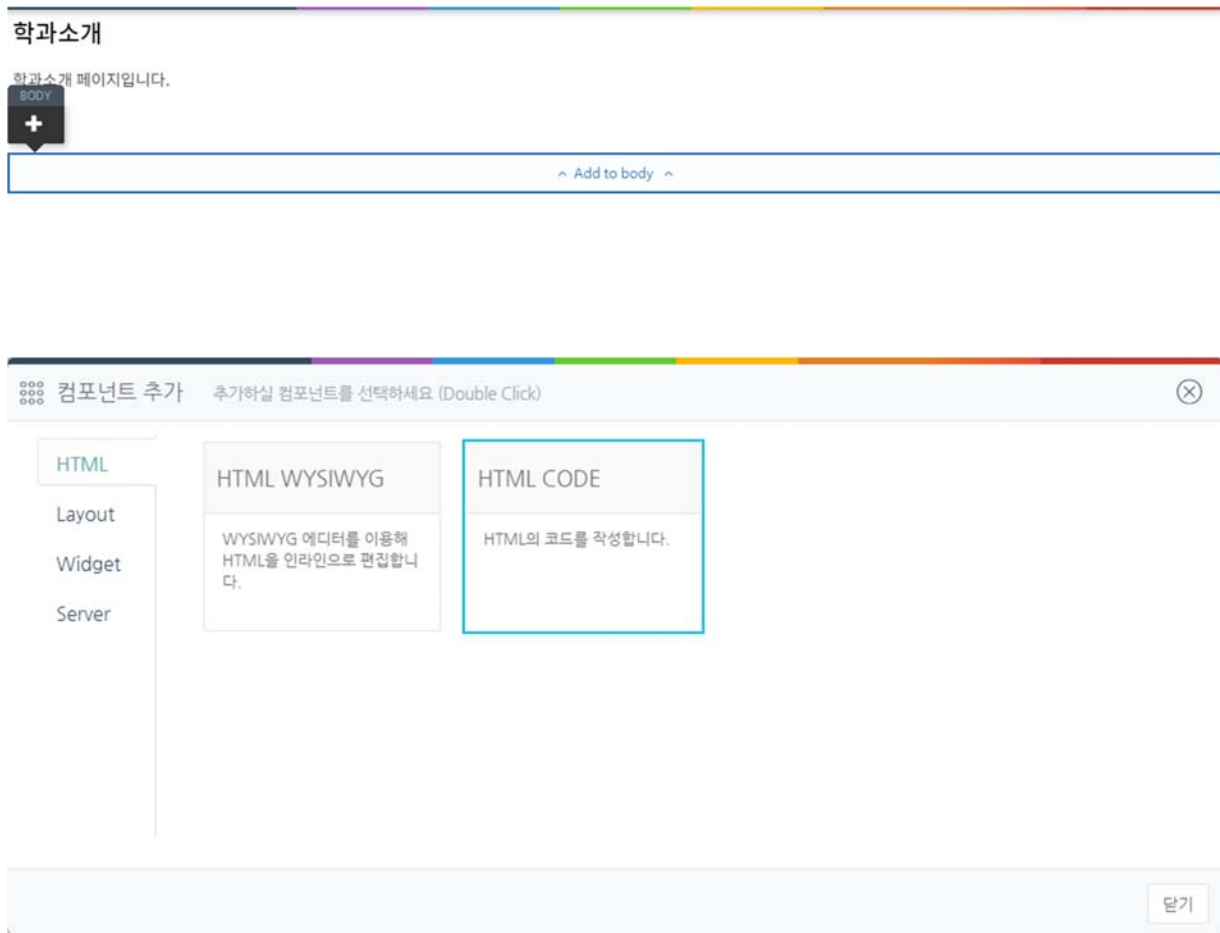 학과소개
학과소개 페이지입니다.
BODY
Add to body
컴포넌트 추가 추가하실 컴포넌트를 선택하세요 (Double Click)
HTML
Layout
Widget
Server
HTML WYSIWYG
WYSIWYG 에디터를 이용해
HTML을 인라인으로 편집합니
다.
HTML CODE
HTML의 코드를 작성합니다.
닫기